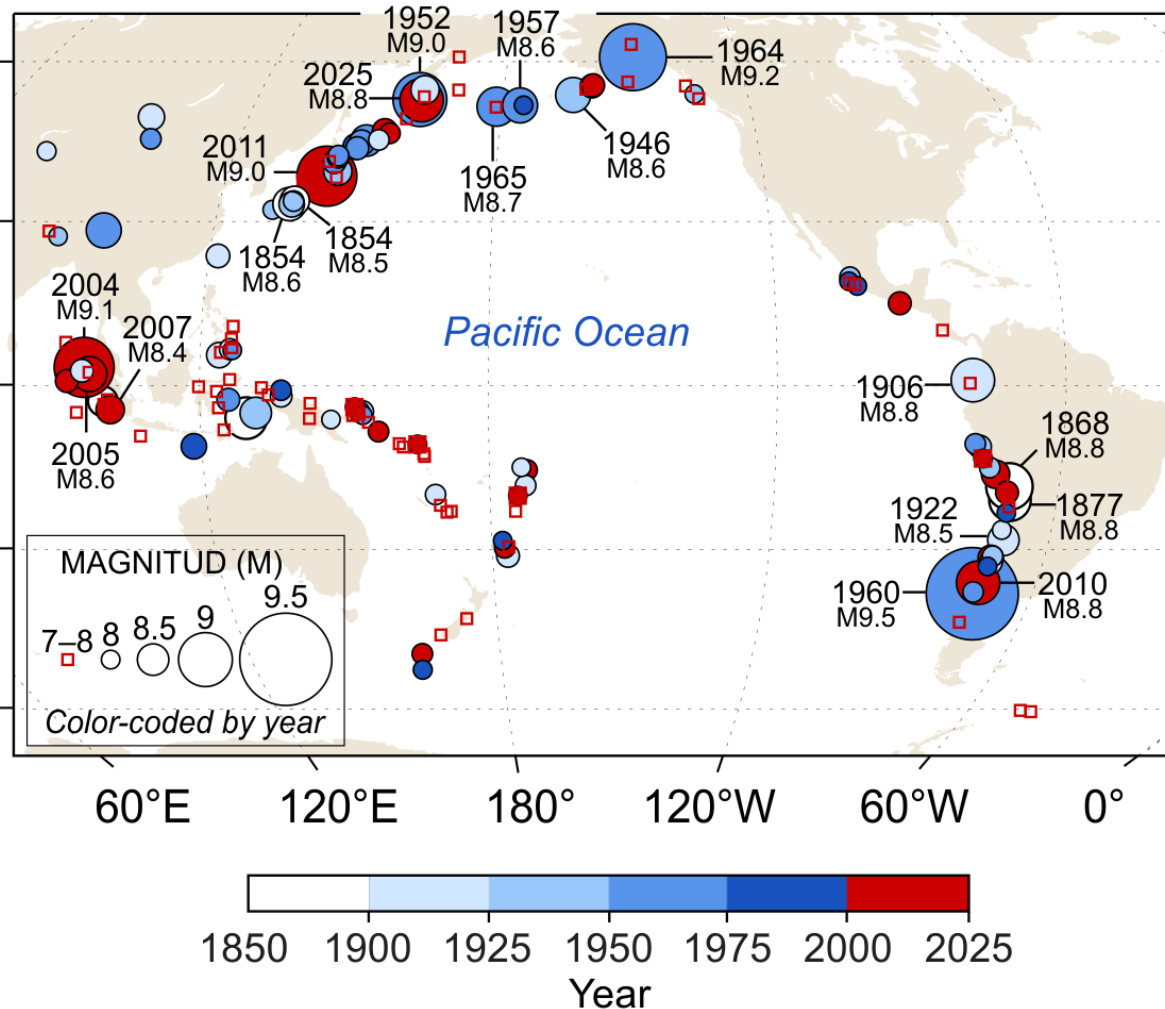 1952
M9.0
1957
M8.6
1964
M9.2
2025
M8.8
2011
M9.0
1965
M8.7
1946
M8.6
1854
M8.6
1854
M8.5
2004
M9.1
2007
M8.4
2005
M8.6
Pacific Ocean
1906
M8.8
1868
M8.8
1877
M8.8
1922
M8.5
1960
M9.5
2010
M8.8
MAGNITUD (M)
7–8 8 8.5 9 9.5
Color-coded by year
60°E 120°E 180° 120°W 60°W 0°
1850 1900 1925 1950 1975 2000 2025
Year